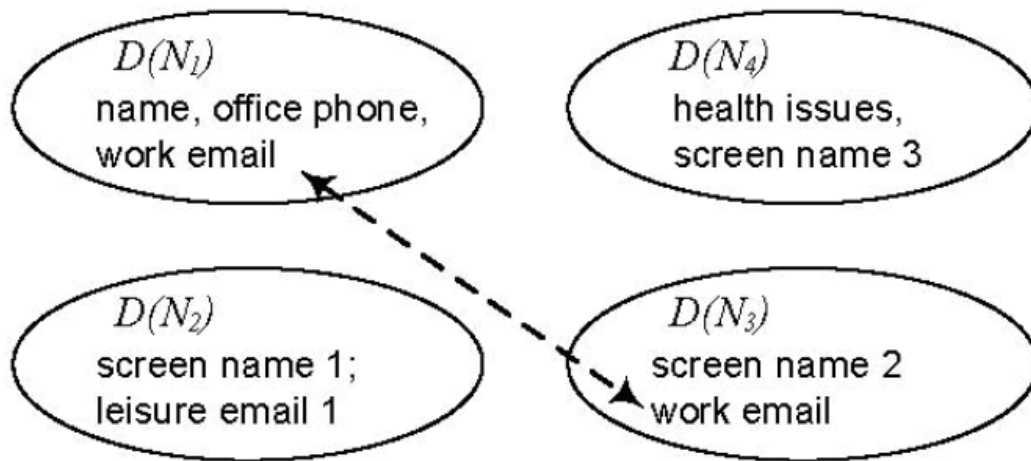 D(N1)
name, office phone,
work email
D(N4)
health issues,
screen name 3
D(N2)
screen name 1;
leisure email 1
D(N3)
screen name 2
work email